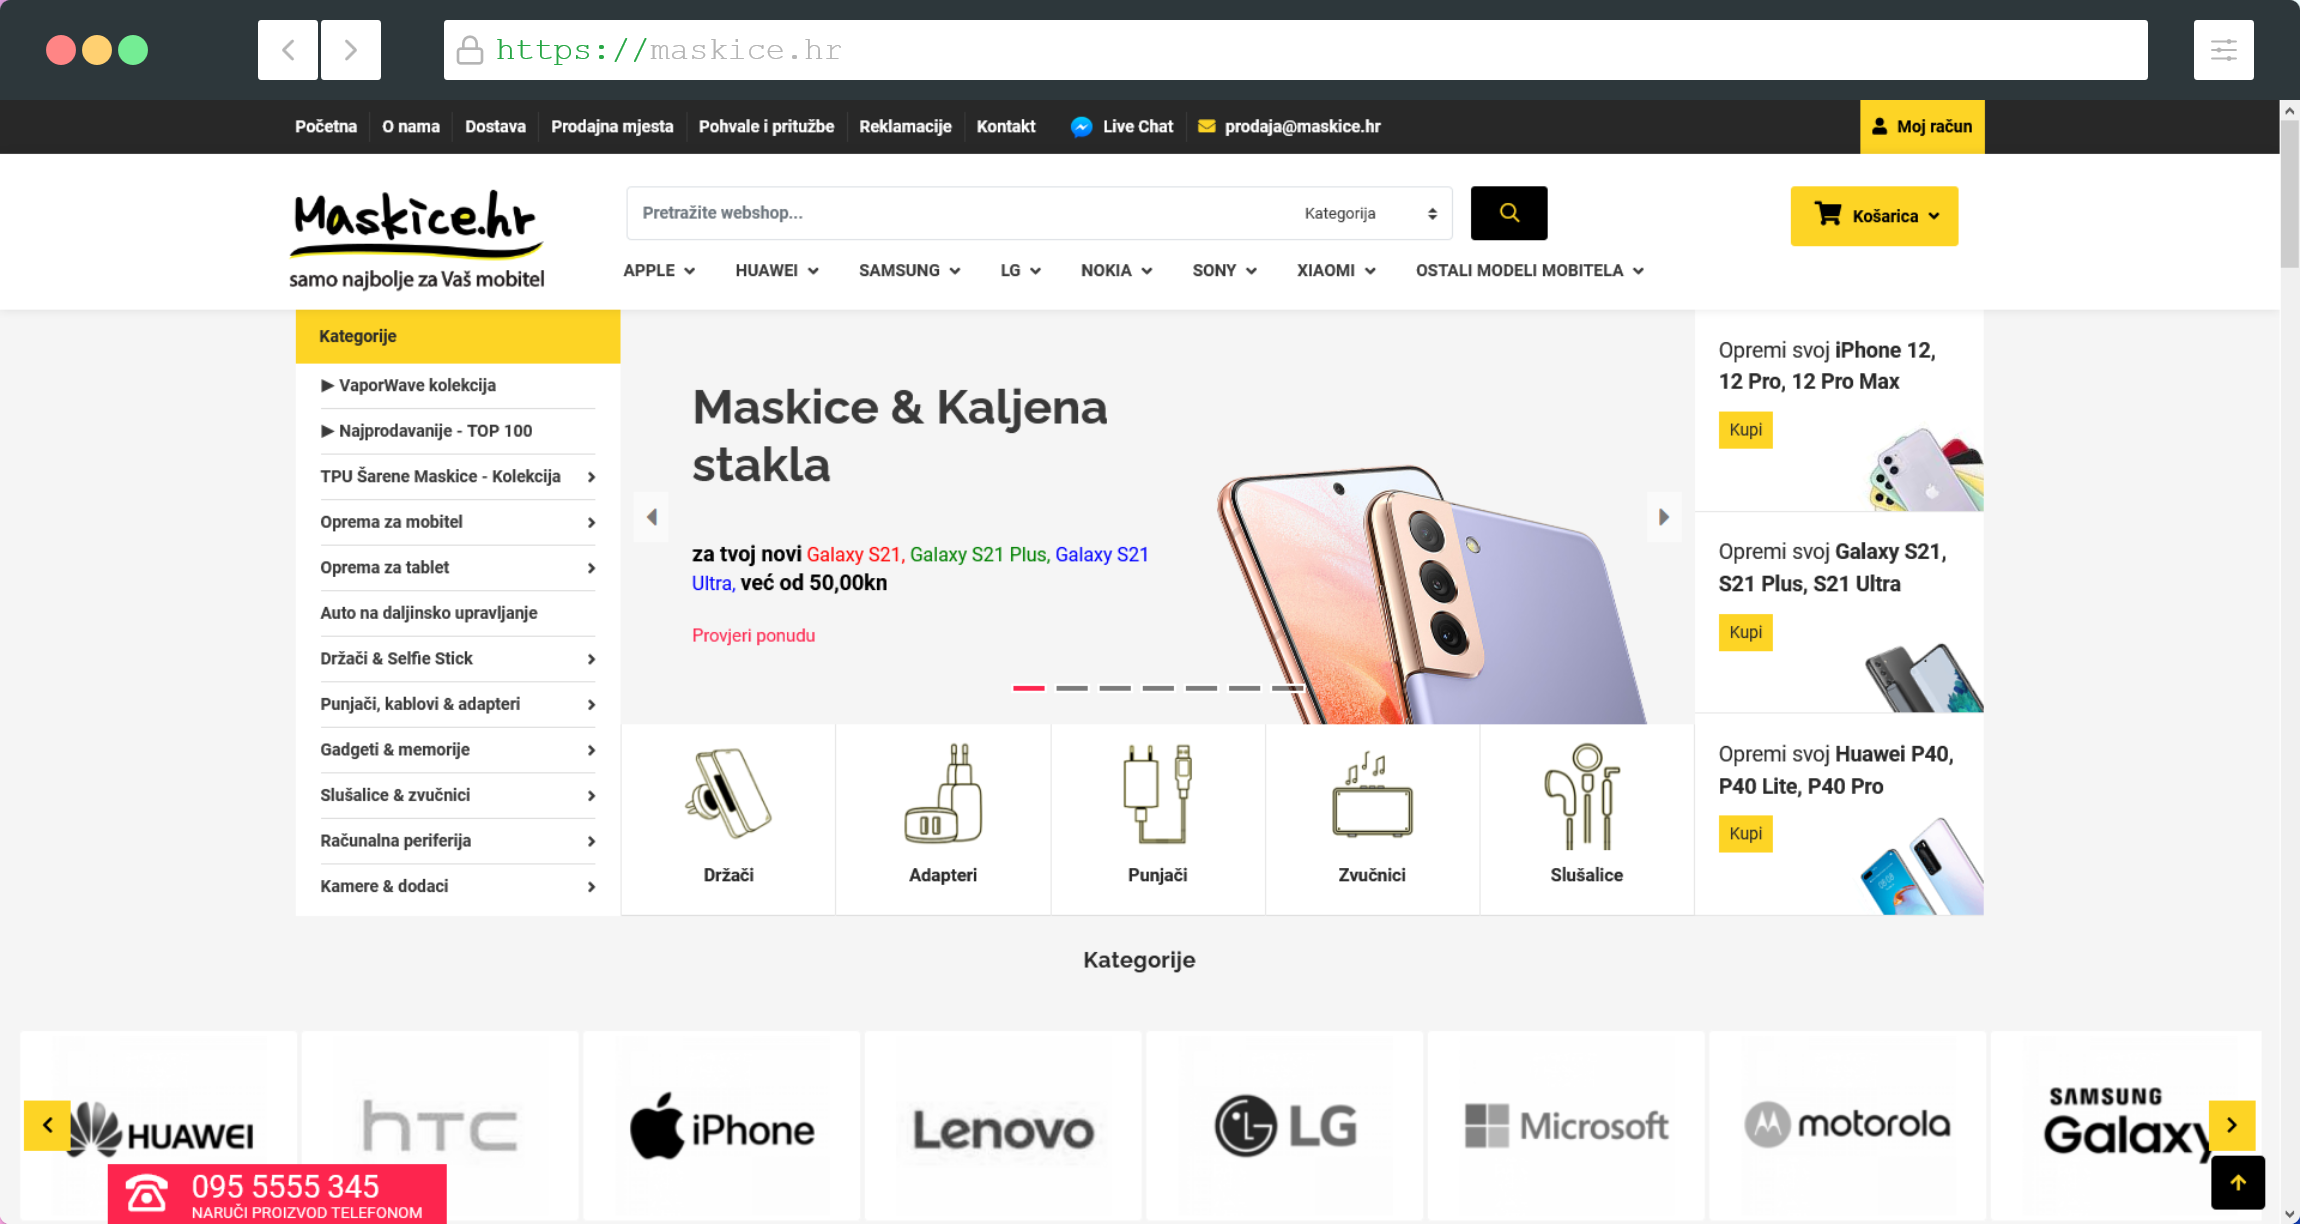 https://maskice.hr
Početna
O nama
Dostava
Prodajna mjesta
Pohvale i pritužbe
Reklamacije
Kontakt
Live Chat
prodaja@maskice.hr
Moj račun
Maskice.hr
samo najbolje za Vaš mobitel
Pretražite webshop...
Kategorija
Košarica
APPLE
HUAWEI
SAMSUNG
LG
NOKIA
SONY
XIAOMI
OSTALI MODELI MOBITELA
Kategorije
▶ VaporWave kolekcija
▶ Najprodavanije - TOP 100
TPU Šarene Maskice - Kolekcija
Oprema za mobitel
Oprema za tablet
Auto na daljinsko upravljanje
Držači & Selfie Stick
Punjači, kablovi & adapteri
Gadgeti & memorije
Slušalice & zvučnici
Računalna periferija
Kamere & dodaci
Maskice & Kaljena
stakla
za tvoj novi Galaxy S21, Galaxy S21 Plus, Galaxy S21
Ultra, već od 50,00kn
Provjeri ponudu
Opremi svoj iPhone 12,
12 Pro, 12 Pro Max
Kupi
Opremi svoj Galaxy S21,
S21 Plus, S21 Ultra
Kupi
Opremi svoj Huawei P40,
P40 Lite, P40 Pro
Kupi
Držači
Adapteri
Punjači
Zvučnici
Slušalice
Kategorije
HUAWEI
hTC
iPhone
Lenovo
LG
Microsoft
motorola
SAMSUNG
Galaxy
095 5555 345
NARUČI PROIZVOD TELEFONOM